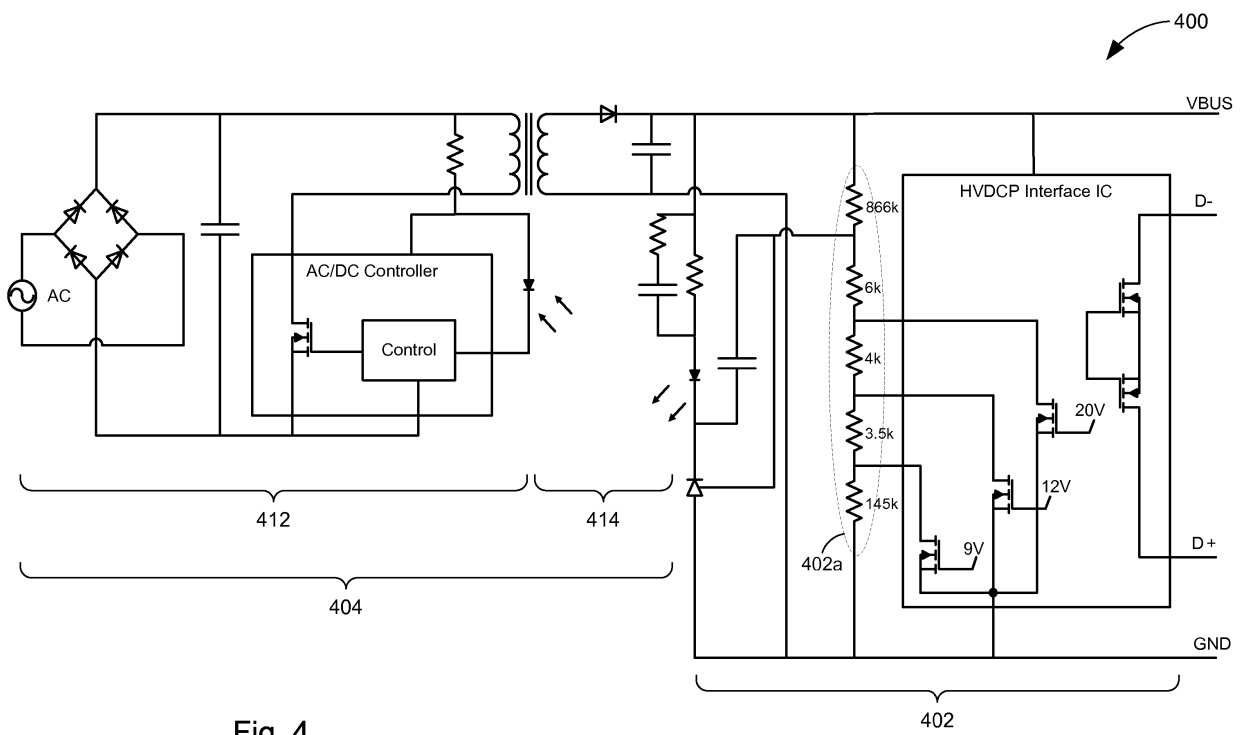 400
VBUS
HVDCP Interface IC
D-
866k
AC/DC Controller
AC
6k
Control
4k
20V
3.5k
12V
145k
412
414
D+
9V
402a
404
GND
402
Fig. 4